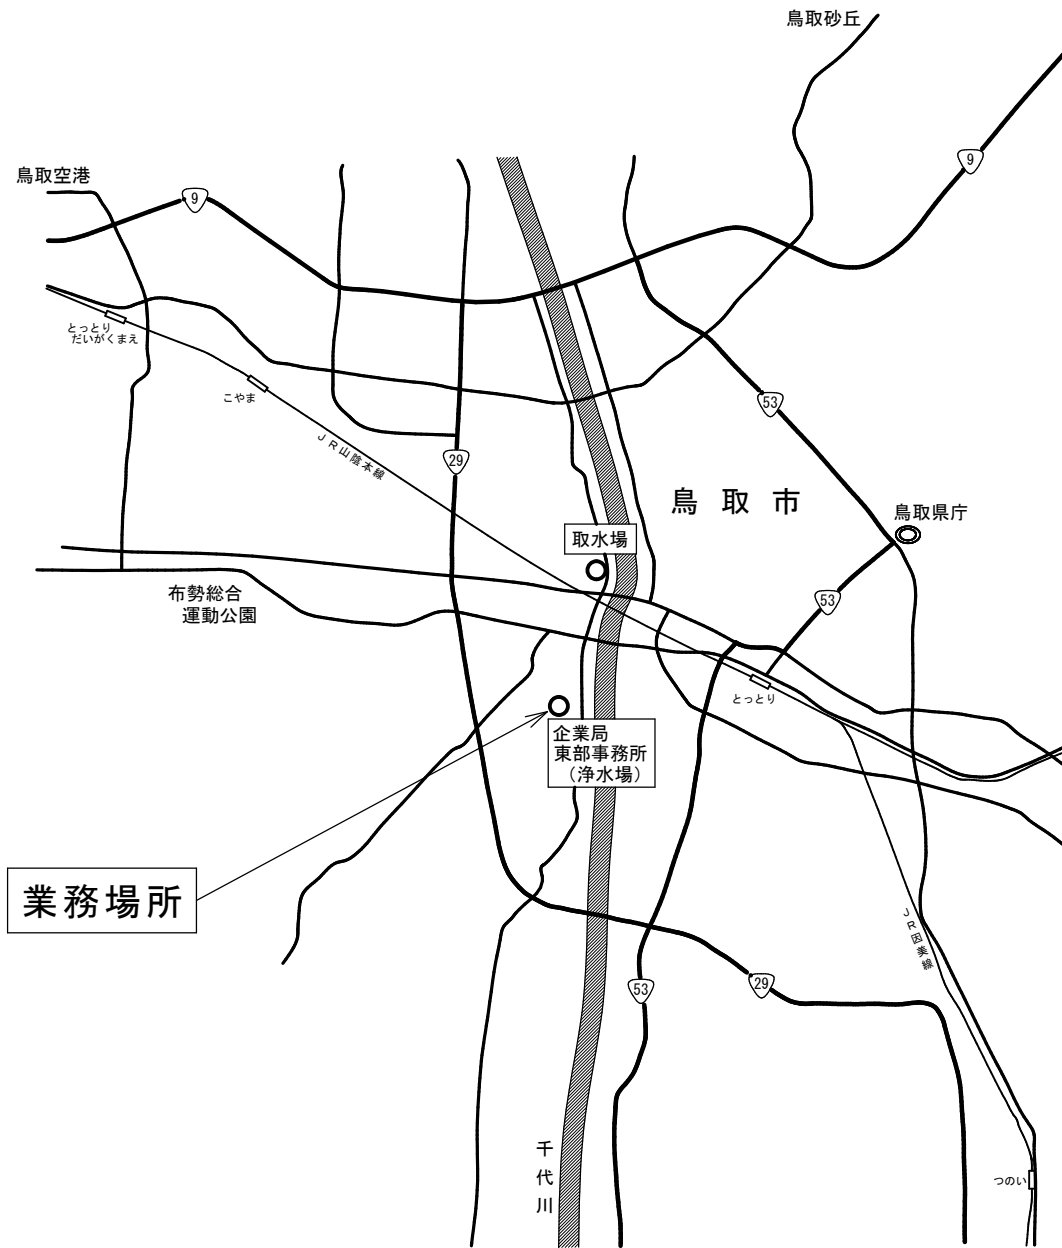 鳥取砂丘
9
鳥取空港
9
とっとり
だいがくまえ
こやま
53
JR山陰本線
29
鳥取市
鳥取県庁
取水場
布勢総合
運動公園
53
とっとり
企業局
東部事務所
（浄水場）
業務場所
JR因美線
53
29
千代川
つのい